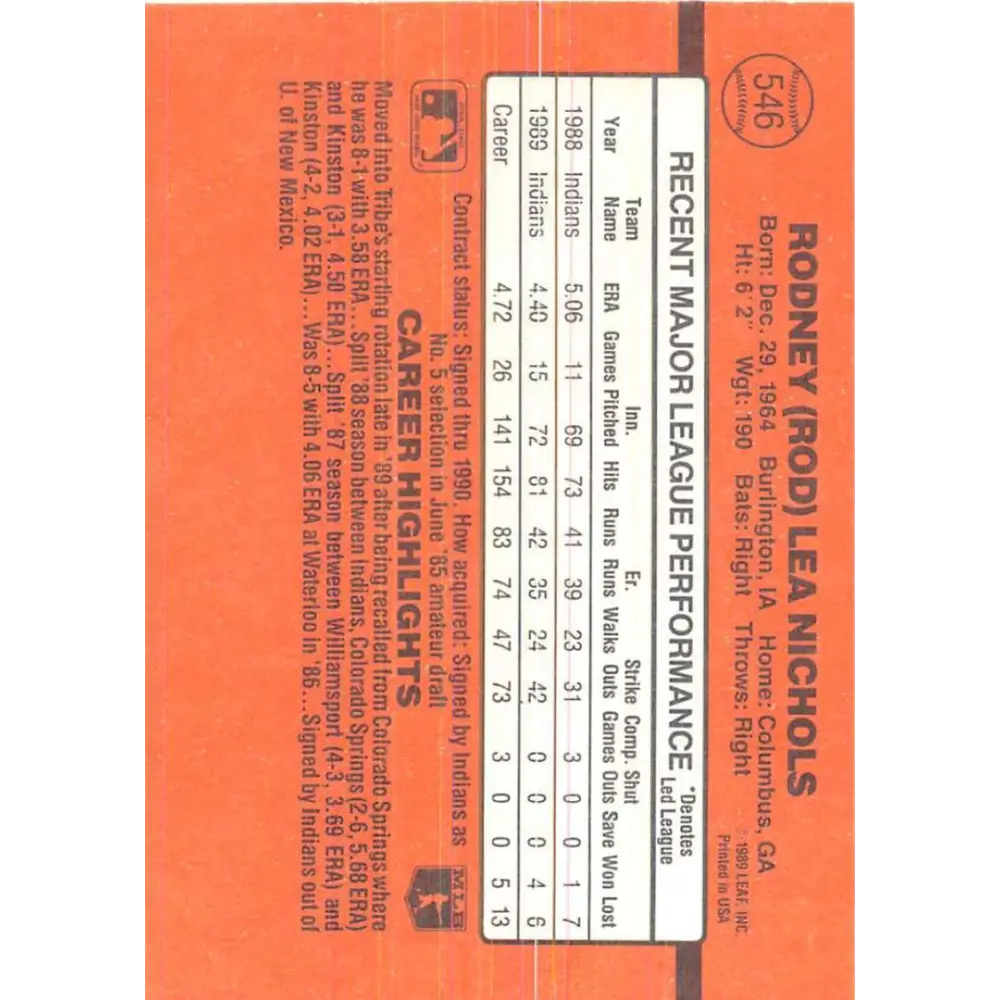 546
RODNEY (ROD) LEA NICHOLS
Born: Dec. 29, 1964 Burlington, IA Home: Columbus, GA
Ht: 6' 2" Wgt: 190 Bats: Right Throws: Right
© 1989 LEAF, INC.
Printed in USA
RECENT MAJOR LEAGUE PERFORMANCE
*Denotes
Led League
Team Inn. Er. Strike Comp. Shut
Year Name ERA Games Pitched Hits Runs Runs Walks Outs Games Outs Save Won Lost
1988 Indians 5.06 11 69 73 41 39 23 31 3 0 0 1 7
1989 Indians 4.40 15 72 81 42 35 24 42 0 0 0 4 6
Career 4.72 26 141 154 83 74 47 73 3 0 0 5 13
Contract status: Signed thru 1990. How acquired: Signed by Indians as
No. 5 selection in June '85 amateur draft
MLB
CAREER HIGHLIGHTS
Moved into Tribe's starting rotation late in '89 after being recalled from Colorado Springs where
he was 8-1 with 3.58 ERA... Split '88 season between Indians, Colorado Springs (2-6, 5.68 ERA)
and Kinston (3-1, 4.50 ERA)... Split '87 season between Williamsport (4-3, 3.69 ERA) and
Kinston (4-2, 4.02 ERA)... Was 8-5 with 4.06 ERA at Waterloo in '86... Signed by Indians out of
U. of New Mexico.